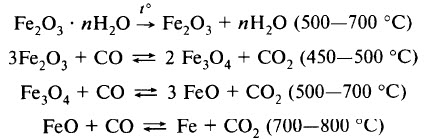 Fe₂O₃ · nH₂O →(t°) Fe₂O₃ + nH₂O (500—700 °C)
3Fe₂O₃ + CO ⇌ 2 Fe₃O₄ + CO₂ (450—500 °C)
Fe₃O₄ + CO ⇌ 3 FeO + CO₂ (500—700 °C)
FeO + CO ⇌ Fe + CO₂ (700—800 °C)